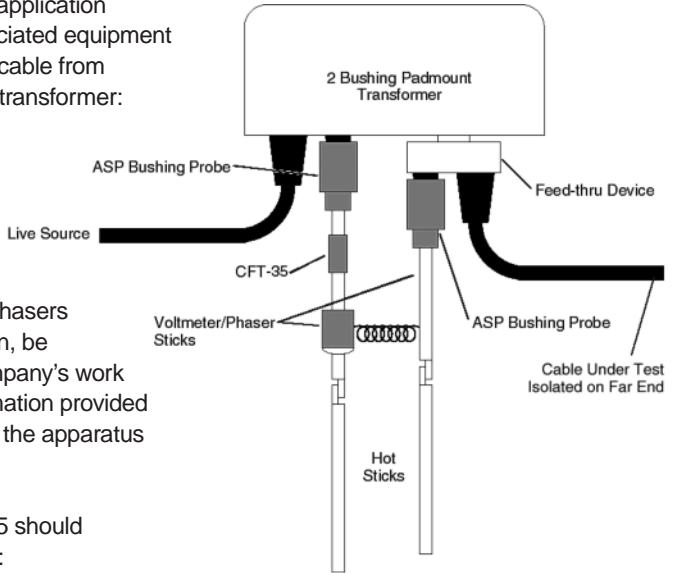 application
ciated equipment
cable from
transformer:
hasers
n, be
npany's work
nation provided
the apparatus
5 should
:
2 Bushing Padmount
Transformer
ASP Bushing Probe
Feed-thru Device
Live Source
CFT-35
Voltmeter/Phaser
Sticks
ASP Bushing Probe
Cable Under Test
Isolated on Far End
Hot
Sticks